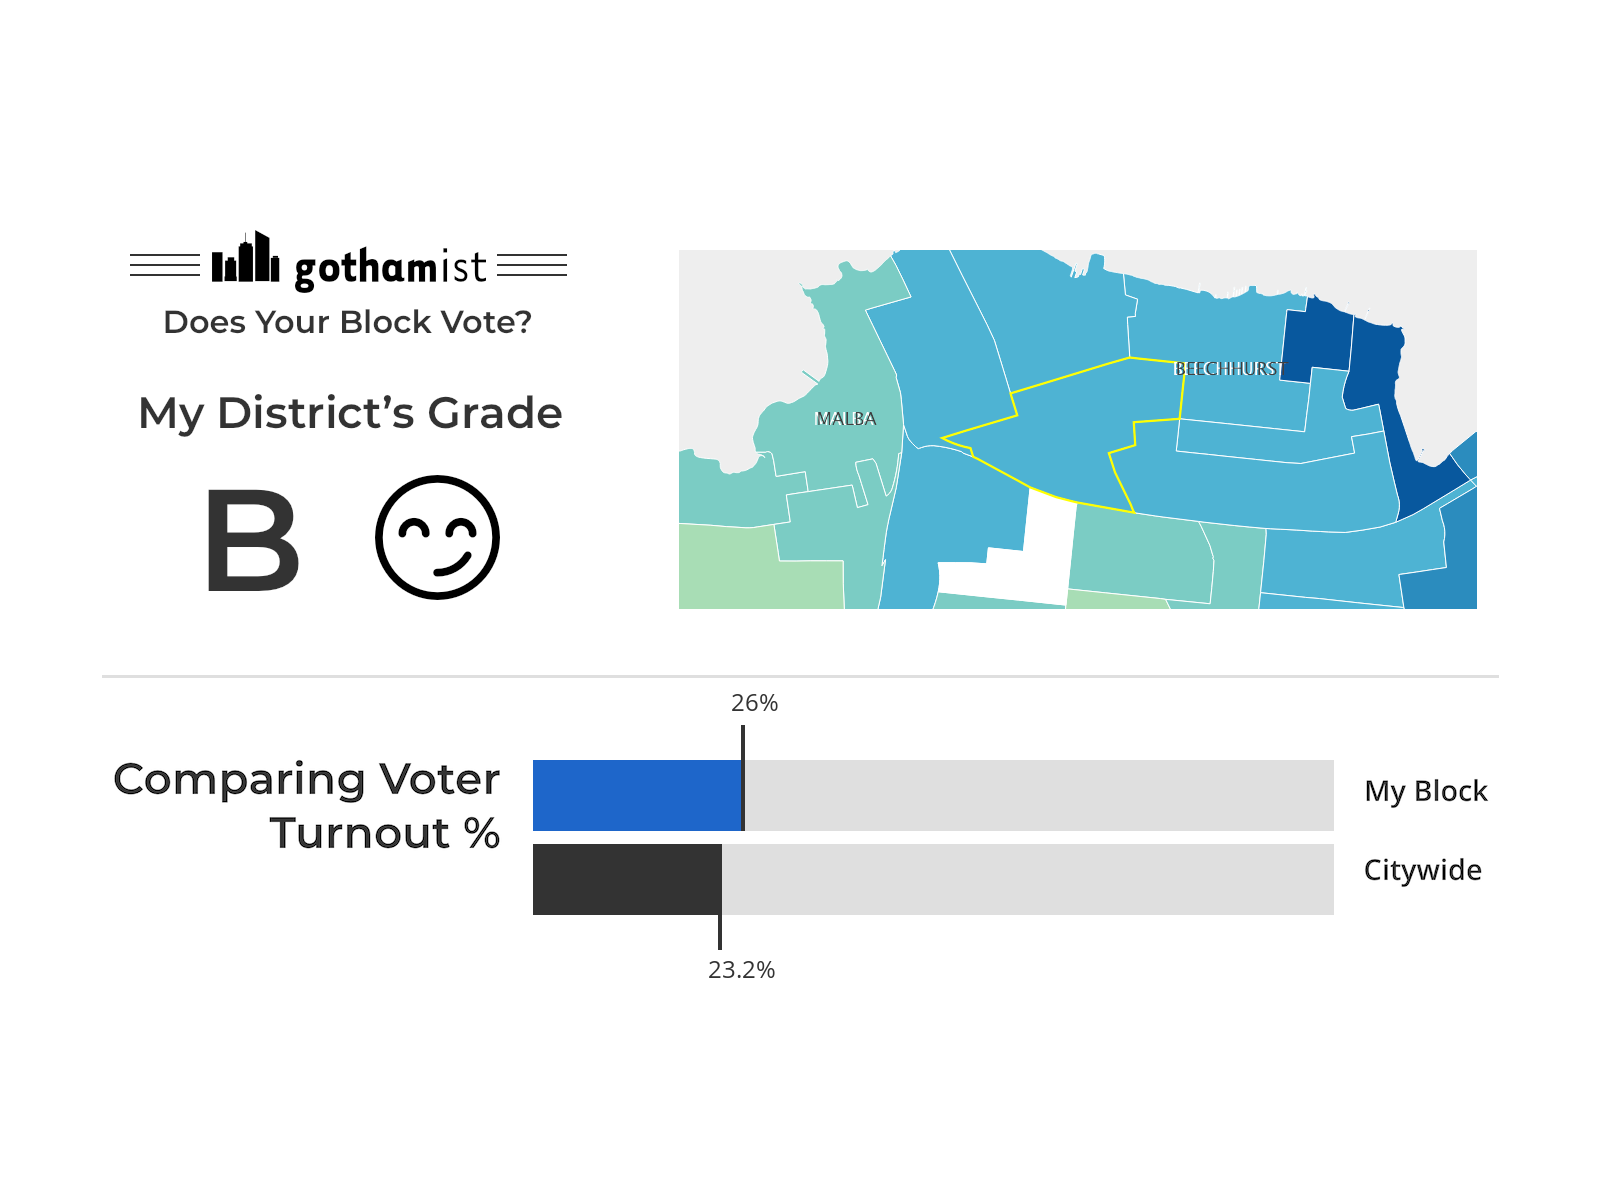 gothamist
Does Your Block Vote?
My District's Grade
B
MALBA
BEECHHURST
Comparing Voter
Turnout %
26%
My Block
Citywide
23.2%